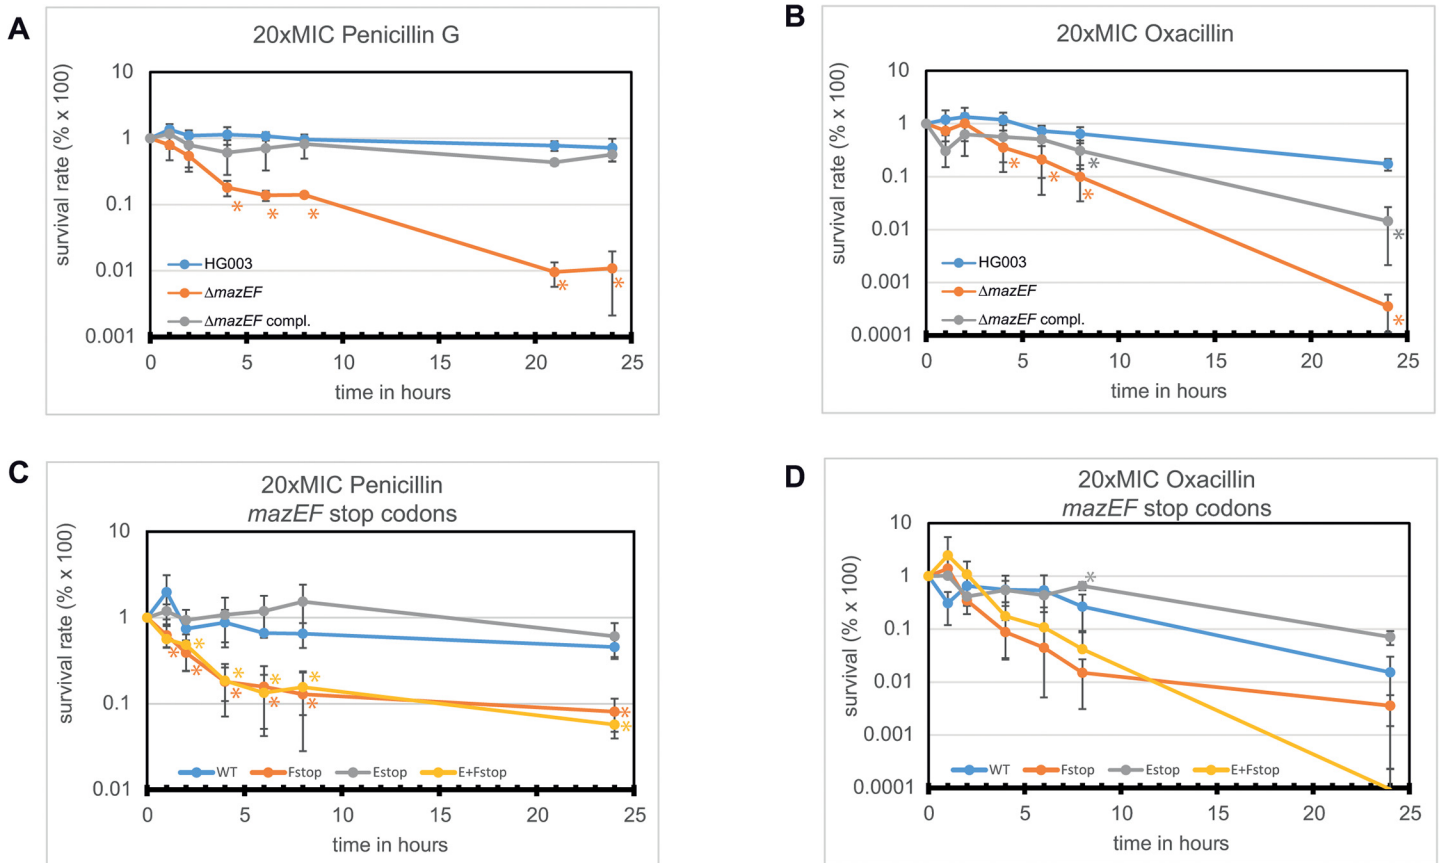 A
20xMIC Penicillin G
survival rate (% x 100)
10
1
0.1
0.01
0.001
* * * * *
HG003
ΔmazEF
ΔmazEF compl.
0 5 10 15 20 25
time in hours
B
20xMIC Oxacillin
survival rate (% x 100)
10
1
0.1
0.01
0.001
0.0001
* * * * * *
HG003
ΔmazEF
ΔmazEF compl.
0 5 10 15 20 25
time in hours
C
20xMIC Penicillin
mazEF stop codons
survival rate (% x 100)
10
1
0.1
0.01
* * * * * * * * * * *
WT Fstop Estop E+Fstop
0 5 10 15 20 25
time in hours
D
20xMIC Oxacillin
mazEF stop codons
survival (% x 100)
10
1
0.1
0.01
0.001
0.0001
*
WT Fstop Estop E+Fstop
0 5 10 15 20 25
time in hours